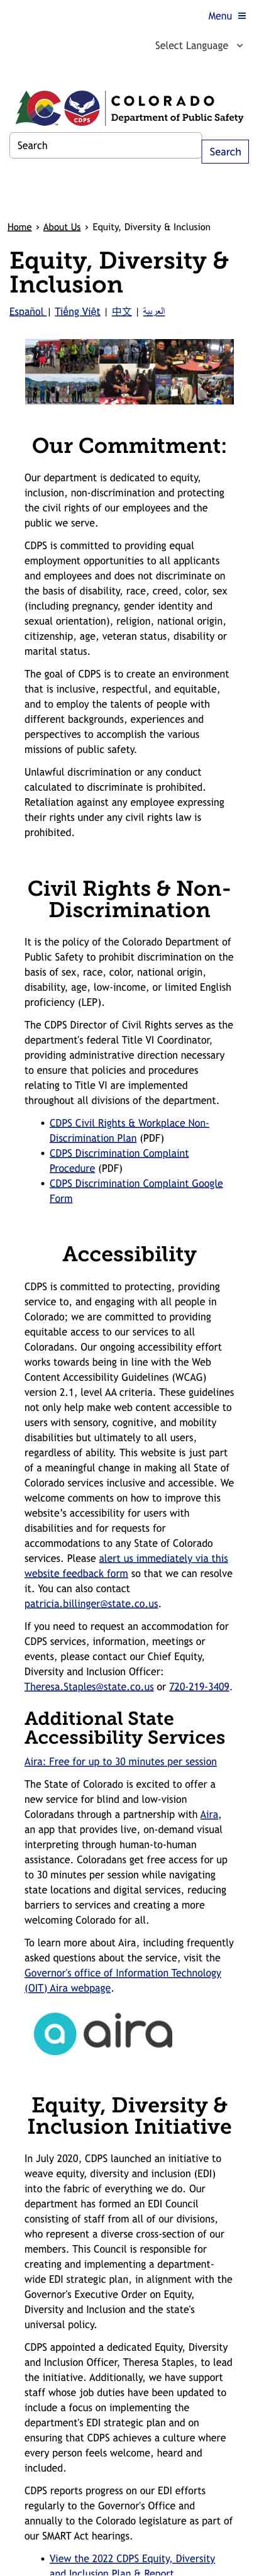 Menu
Select Language
COLORADO
CDPS
Department of Public Safety
Search
Search
Home › About Us › Equity, Diversity & Inclusion
Equity, Diversity &
Inclusion
Español | Tiếng Việt | 中文 | العربية
Our Commitment:
Our department is dedicated to equity,
inclusion, non-discrimination and protecting
the civil rights of our employees and the
public we serve.
CDPS is committed to providing equal
employment opportunities to all applicants
and employees and does not discriminate on
the basis of disability, race, creed, color, sex
(including pregnancy, gender identity and
sexual orientation), religion, national origin,
citizenship, age, veteran status, disability or
marital status.
The goal of CDPS is to create an environment
that is inclusive, respectful, and equitable,
and to employ the talents of people with
different backgrounds, experiences and
perspectives to accomplish the various
missions of public safety.
Unlawful discrimination or any conduct
calculated to discriminate is prohibited.
Retaliation against any employee expressing
their rights under any civil rights law is
prohibited.
Civil Rights & Non-
Discrimination
It is the policy of the Colorado Department of
Public Safety to prohibit discrimination on the
basis of sex, race, color, national origin,
disability, age, low-income, or limited English
proficiency (LEP).
The CDPS Director of Civil Rights serves as the
department's federal Title VI Coordinator,
providing administrative direction necessary
to ensure that policies and procedures
relating to Title VI are implemented
throughout all divisions of the department.
• CDPS Civil Rights & Workplace Non-
Discrimination Plan (PDF)
• CDPS Discrimination Complaint
Procedure (PDF)
• CDPS Discrimination Complaint Google
Form
Accessibility
CDPS is committed to protecting, providing
service to, and engaging with all people in
Colorado; we are committed to providing
equitable access to our services to all
Coloradans. Our ongoing accessibility effort
works towards being in line with the Web
Content Accessibility Guidelines (WCAG)
version 2.1, level AA criteria. These guidelines
not only help make web content accessible to
users with sensory, cognitive, and mobility
disabilities but ultimately to all users,
regardless of ability. This website is just part
of a meaningful change in making all State of
Colorado services inclusive and accessible. We
welcome comments on how to improve this
website’s accessibility for users with
disabilities and for requests for
accommodations to any State of Colorado
services. Please alert us immediately via this
website feedback form so that we can resolve
it. You can also contact
patricia.billinger@state.co.us.
If you need to request an accommodation for
CDPS services, information, meetings or
events, please contact our Chief Equity,
Diversity and Inclusion Officer:
Theresa.Staples@state.co.us or 720-219-3409.
Additional State
Accessibility Services
Aira: Free for up to 30 minutes per session
The State of Colorado is excited to offer a
new service for blind and low-vision
Coloradans through a partnership with Aira,
an app that provides live, on-demand visual
interpreting through human-to-human
assistance. Coloradans get free access for up
to 30 minutes per session while navigating
state locations and digital services, reducing
barriers to services and creating a more
welcoming Colorado for all.
To learn more about Aira, including frequently
asked questions about the service, visit the
Governor's office of Information Technology
(OIT) Aira webpage.
aira
Equity, Diversity &
Inclusion Initiative
In July 2020, CDPS launched an initiative to
weave equity, diversity and inclusion (EDI)
into the fabric of everything we do. Our
department has formed an EDI Council
consisting of staff from all of our divisions,
who represent a diverse cross-section of our
members. This Council is responsible for
creating and implementing a department-
wide EDI strategic plan, in alignment with the
Governor's Executive Order on Equity,
Diversity and Inclusion and the state's
universal policy.
CDPS appointed a dedicated Equity, Diversity
and Inclusion Officer, Theresa Staples, to lead
the initiative. Additionally, we have support
staff whose job duties have been updated to
include a focus on implementing the
department's EDI strategic plan and on
ensuring that CDPS achieves a culture where
every person feels welcome, heard and
included.
CDPS reports progress on our EDI efforts
regularly to the Governor's Office and
annually to the Colorado legislature as part of
our SMART Act hearings.
• View the 2022 CDPS Equity, Diversity
and Inclusion Plan & Report